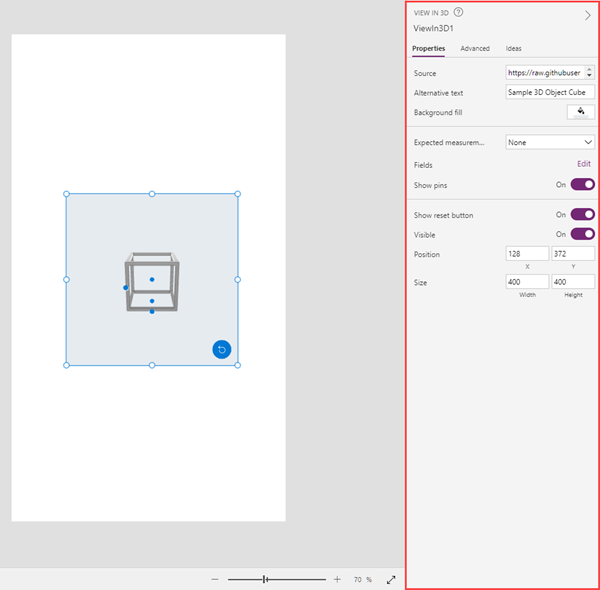 VIEW IN 3D ?
ViewIn3D1
Properties Advanced Ideas
Source https://raw.githubuser
Alternative text Sample 3D Object Cube
Background fill
Expected measurem... None
Fields Edit
Show pins On
Show reset button On
Visible On
Position 128 372
X Y
Size 400 400
Width Height
70 %